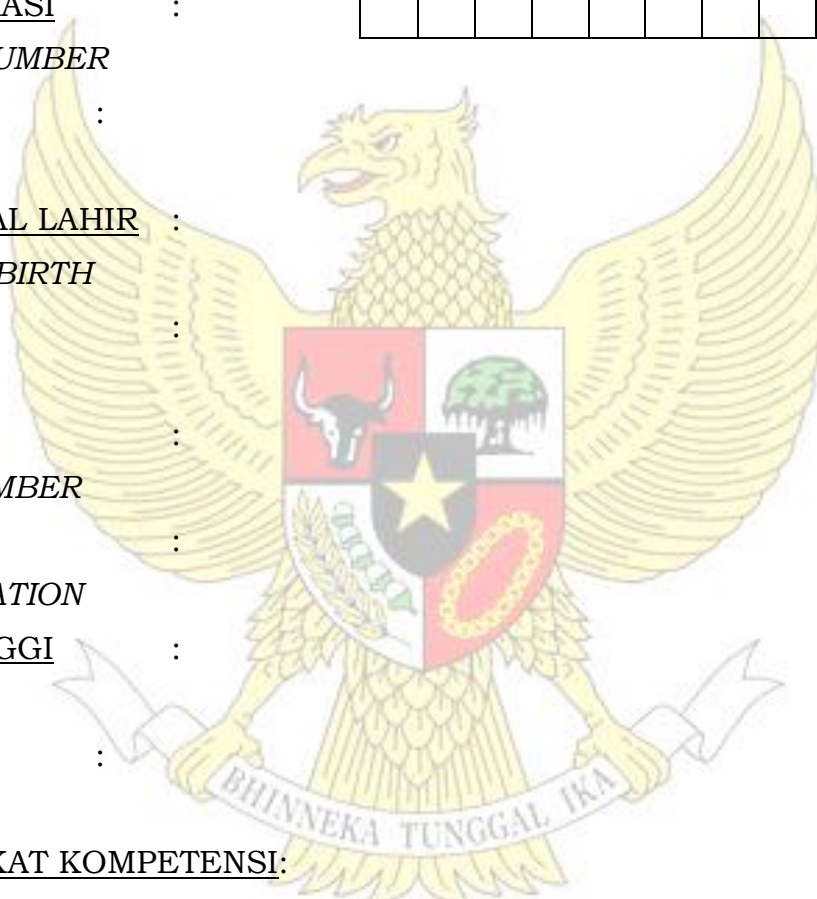 ASI :
UMBER
:
AL LAHIR :
BIRTH
:
:
MBER
:
ATION
GGI :
:
BHINNEKA TUNGGAL IKA
KAT KOMPETENSI: